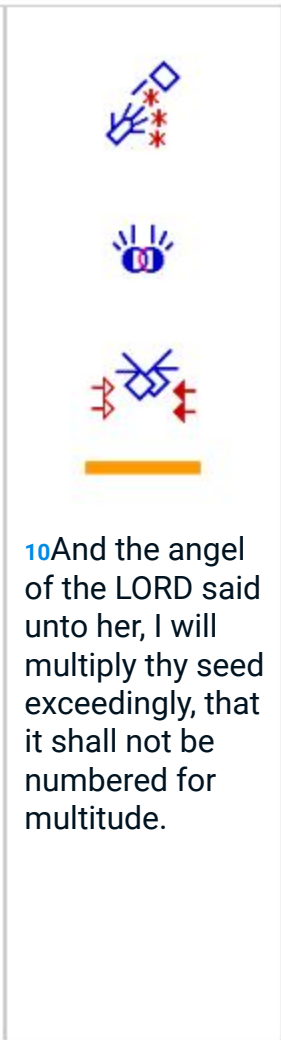 10And the angel
of the LORD said
unto her, I will
multiply thy seed
exceedingly, that
it shall not be
numbered for
multitude.